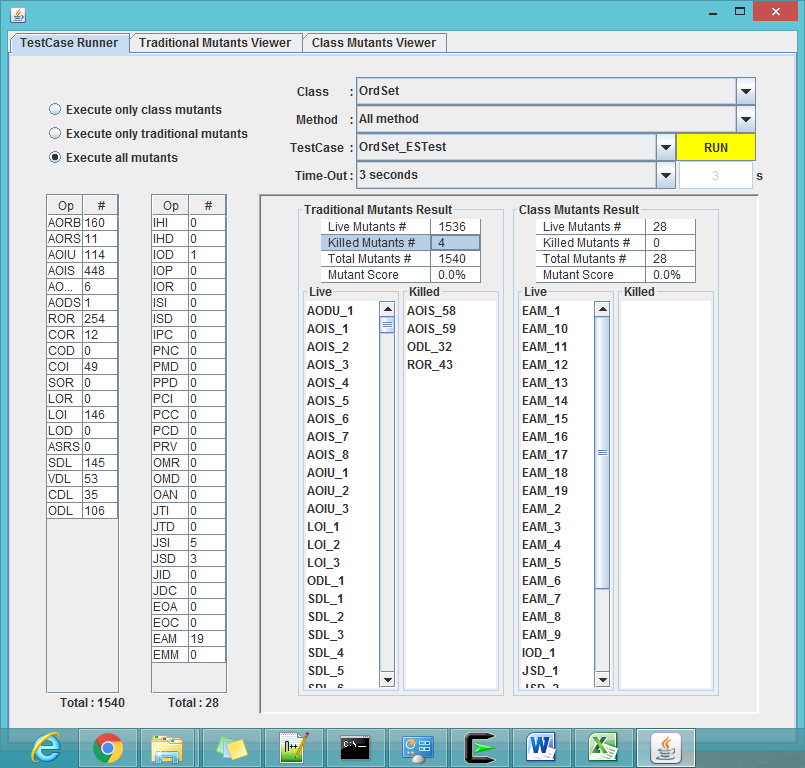 TestCase Runner Traditional Mutants Viewer Class Mutants Viewer
Execute only class mutants
Execute only traditional mutants
Execute all mutants
Class : OrdSet
Method : All method
TestCase : OrdSet_ESTest RUN
Time-Out : 3 seconds 3 s
Op #
AORB 160
AORS 11
AOIU 114
AOIS 448
AO... 6
AODS 1
ROR 254
COR 12
COD 0
COI 49
SOR 0
LOR 0
LOI 146
LOD 0
ASRS 0
SDL 145
VDL 53
CDL 35
ODL 106
Total : 1540
Op #
IHI 0
IHD 0
IOD 1
IOP 0
IOR 0
ISI 0
ISD 0
IPC 0
PNC 0
PMD 0
PPD 0
PCI 0
PCC 0
PCD 0
PRV 0
OMR 0
OMD 0
OAN 0
JTI 0
JTD 0
JSI 5
JSD 3
JID 0
JDC 0
EOA 0
EOC 0
EAM 19
EMM 0
Total : 28
Traditional Mutants Result
Live Mutants # 1536
Killed Mutants # 4
Total Mutants # 1540
Mutant Score 0.0%
Live
AODU_1
AOIS_1
AOIS_2
AOIS_3
AOIS_4
AOIS_5
AOIS_6
AOIS_7
AOIS_8
AOIU_1
AOIU_2
AOIU_3
LOI_1
LOI_2
LOI_3
ODL_1
SDL_1
SDL_2
SDL_3
SDL_4
SDL_5
SDL_6
Killed
AOIS_58
AOIS_59
ODL_32
ROR_43
Class Mutants Result
Live Mutants # 28
Killed Mutants # 0
Total Mutants # 28
Mutant Score 0.0%
Live
EAM_1
EAM_10
EAM_11
EAM_12
EAM_13
EAM_14
EAM_15
EAM_16
EAM_17
EAM_18
EAM_19
EAM_2
EAM_3
EAM_4
EAM_5
EAM_6
EAM_7
EAM_8
EAM_9
IOD_1
JSD_1
JSD_2
Killed